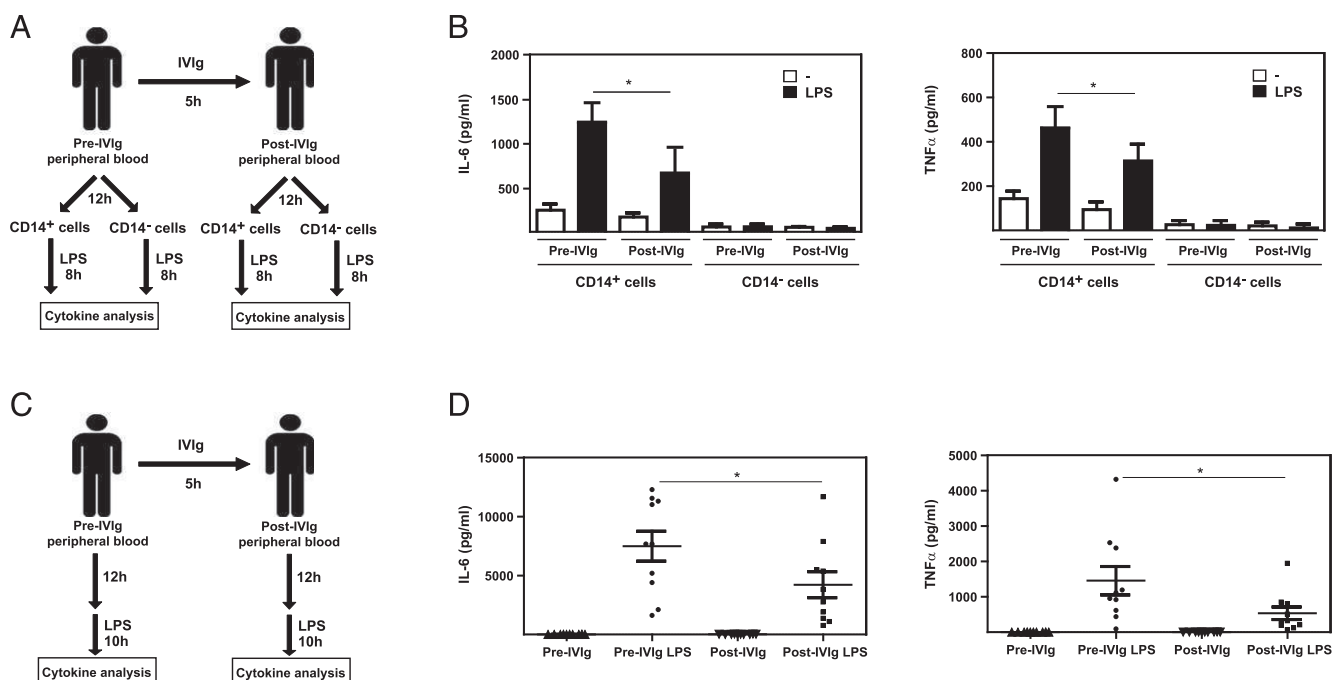 A
IVIg
5h
Pre-IVIg
peripheral blood
Post-IVIg
peripheral blood
12h
12h
CD14+ cells
CD14- cells
CD14+ cells
CD14- cells
LPS
8h
LPS
8h
LPS
8h
LPS
8h
Cytokine analysis
Cytokine analysis
B
IL-6 (pg/ml)
2000
1500
1000
500
-
LPS
*
Pre-IVIg
Post-IVIg
Pre-IVIg
Post-IVIg
CD14+ cells
CD14- cells
TNFα (pg/ml)
800
600
400
200
-
LPS
*
Pre-IVIg
Post-IVIg
Pre-IVIg
Post-IVIg
CD14+ cells
CD14- cells
C
IVIg
5h
Pre-IVIg
peripheral blood
Post-IVIg
peripheral blood
12h
12h
LPS
10h
LPS
10h
Cytokine analysis
Cytokine analysis
D
IL-6 (pg/ml)
15000
10000
5000
*
Pre-IVIg
Pre-IVIg LPS
Post-IVIg
Post-IVIg LPS
TNFα (pg/ml)
5000
4000
3000
2000
1000
*
Pre-IVIg
Pre-IVIg LPS
Post-IVIg
Post-IVIg LPS